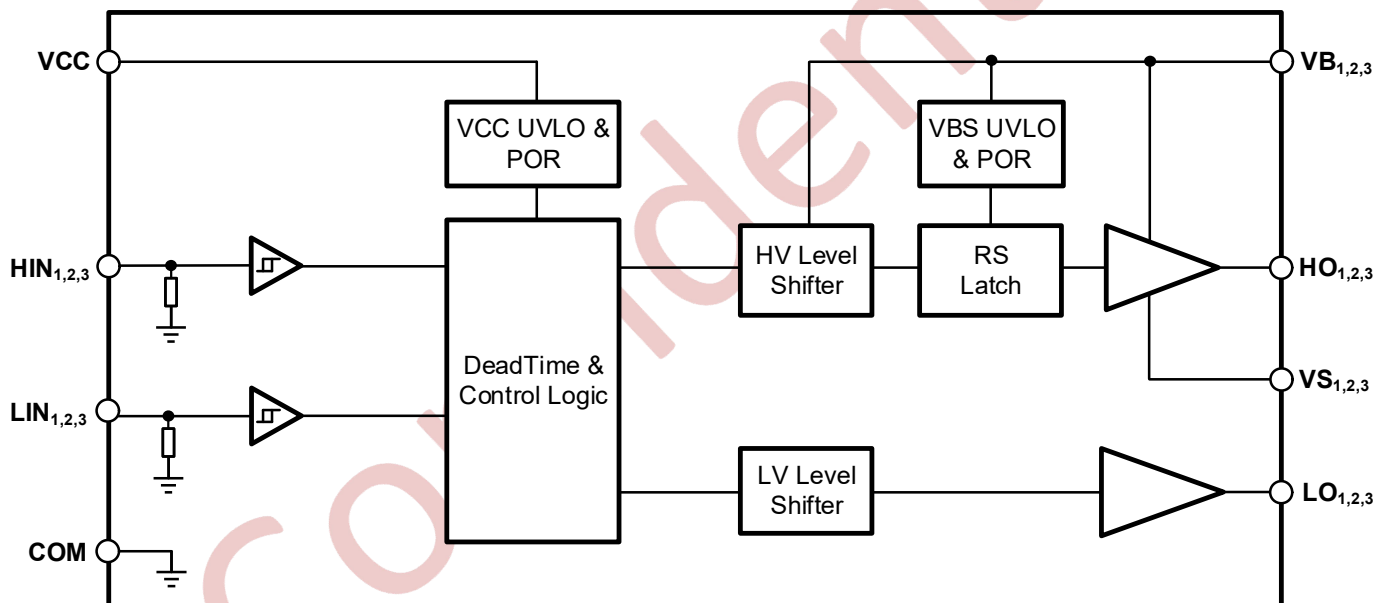 VCC
VB1,2,3
VCC UVLO &
POR
VBS UVLO
& POR
HIN1,2,3
HV Level
Shifter
RS
Latch
HO1,2,3
DeadTime &
Control Logic
VS1,2,3
LIN1,2,3
LV Level
Shifter
LO1,2,3
COM